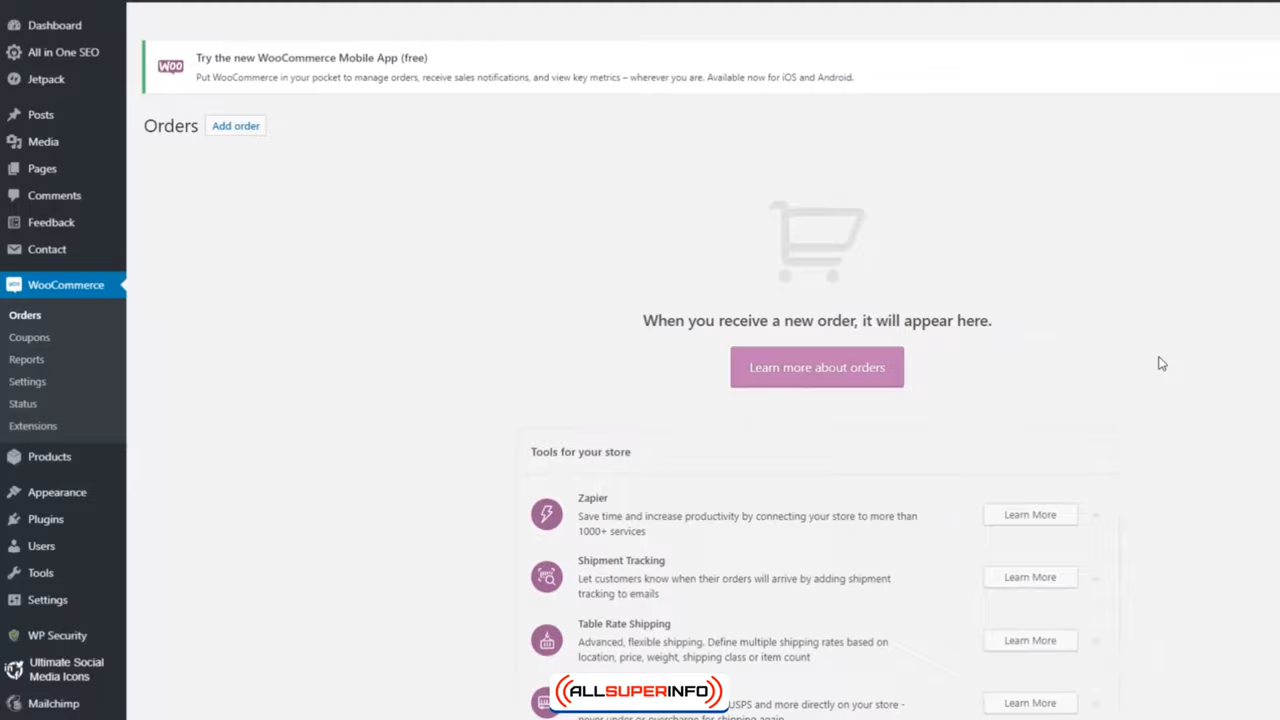 Dashboard
All in One SEO
Jetpack
Posts
Media
Pages
Comments
Feedback
Contact
WooCommerce
Orders
Coupons
Reports
Settings
Status
Extensions
Products
Appearance
Plugins
Users
Tools
Settings
WP Security
Ultimate Social
Media Icons
Mailchimp
WOO
Try the new WooCommerce Mobile App (free)
Put WooCommerce in your pocket to manage orders, receive sales notifications, and view key metrics – wherever you are. Available now for iOS and Android.
Orders
Add order
When you receive a new order, it will appear here.
Learn more about orders
Tools for your store
Zapier
Save time and increase productivity by connecting your store to more than
1000+ services
Learn More
Shipment Tracking
Let customers know when their orders will arrive by adding shipment
tracking to emails
Learn More
Table Rate Shipping
Advanced, flexible shipping. Define multiple shipping rates based on
location, price, weight, shipping class or item count
Learn More
USPS and more directly on your store -
never under or overcharge for shipping again
Learn More
ALLSUPERINFO